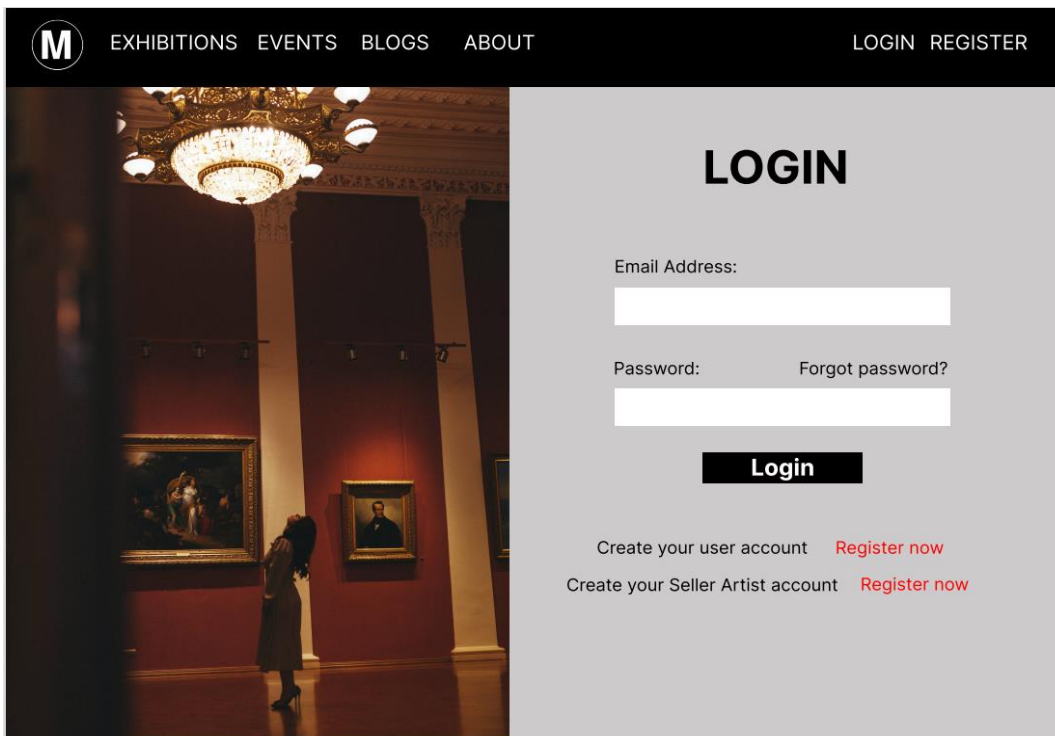 M EXHIBITIONS EVENTS BLOGS ABOUT LOGIN REGISTER
LOGIN
Email Address:
Password: Forgot password?
Login
Create your user account Register now
Create your Seller Artist account Register now